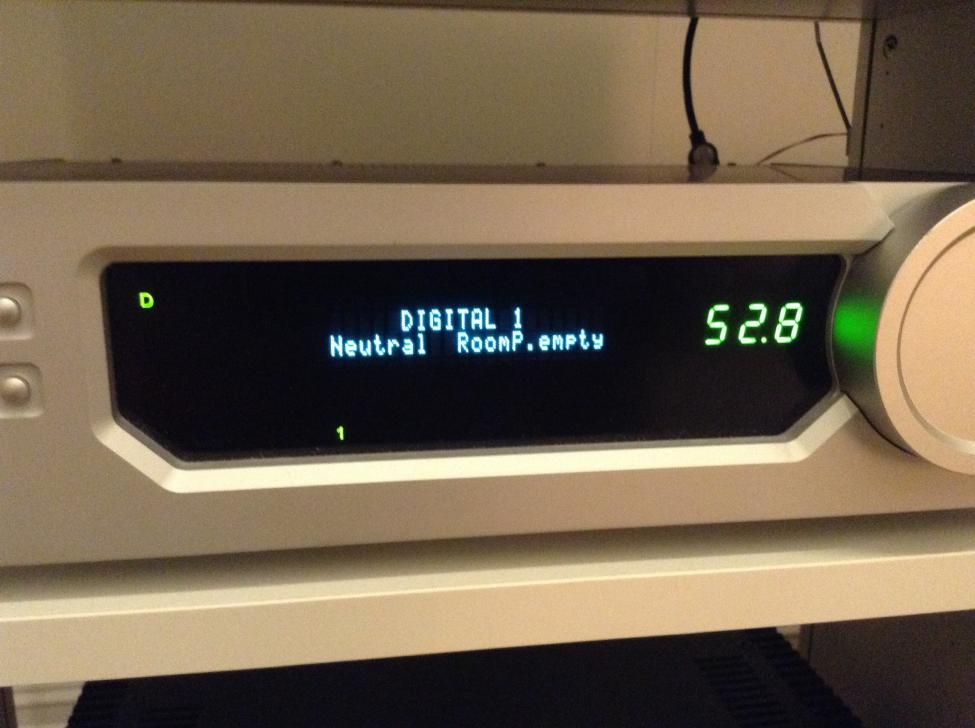 D
DIGITAL 1
Neutral RoomP.empty
52.8
1